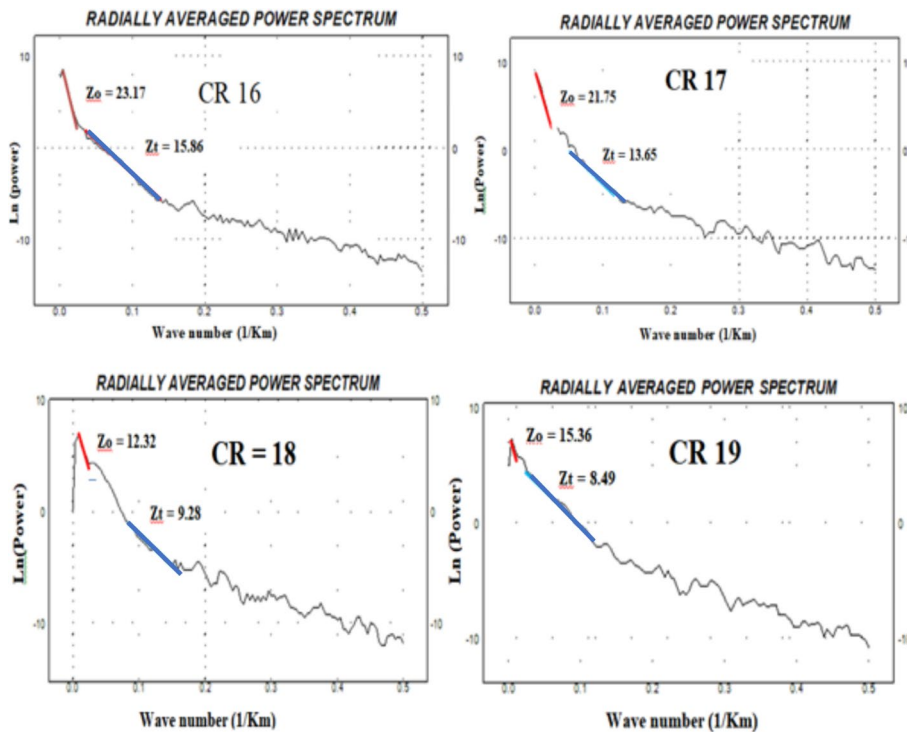 RADIALLY AVERAGED POWER SPECTRUM
10
Zo = 23.17
CR 16
Zt = 15.86
Ln (power)
0
-10
-10
0.0 0.1 0.2 0.3 0.4 0.5
Wave number (1/Km)
RADIALLY AVERAGED POWER SPECTRUM
10
10
CR 17
Zo = 21.75
Zt = 13.65
Ln(Power)
0
0
-10
-10
0.0 0.1 0.2 0.3 0.4 0.5
Wave number (1/Km)
RADIALLY AVERAGED POWER SPECTRUM
10
10
Zo = 12.32
CR = 18
Zt = 9.28
Ln(Power)
0
0
-10
-10
0.0 0.1 0.2 0.3 0.4 0.5
Wave number (1/Km)
RADIALLY AVERAGED POWER SPECTRUM
10
10
Zo = 15.36
CR 19
Zt = 8.49
Ln (Power)
0
0
-10
-10
0.0 0.1 0.2 0.3 0.4 0.5
Wave number (1/Km)